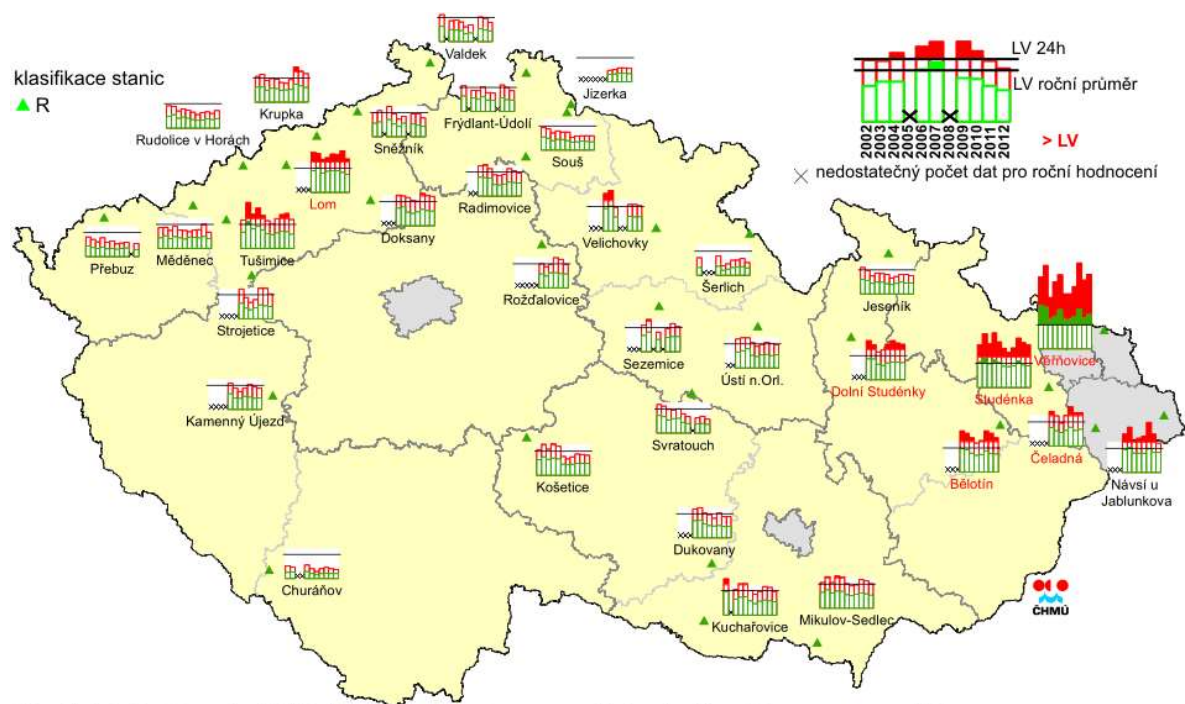 Valdek
klasifikace stanic
R
Krupka
Rudolice v Horách
Sněžník
Frýdlant-Údolí
Jizerka
Souš
LV 24h
LV roční průměr
2002
2003
2004
2005
2006
2007
2008
2009
2010
2011
2012
> LV
nedostatečný počet dat pro roční hodnocení
Lom
Radimovice
Doksany
Velichovky
Přebuz
Měděnec
Tušimice
Šerlich
Rožďalovice
Jeseník
Strojetice
Sezemice
Ústí n.Orl.
Dolní Studénky
Studénka
Věřňovice
Kamenný Újezd
Svratouch
Košetice
Bělotín
Čeladná
Návsí u
Jablunkova
Dukovany
Churáňov
Kuchařovice
Mikulov-Sedlec
ČHMÚ